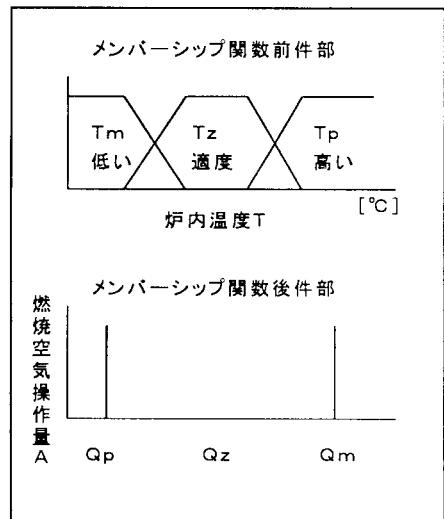 メンバーシップ関数前件部
Tm
低い
Tz
適度
Tp
高い
[℃]
炉内温度T
メンバーシップ関数後件部
燃焼空気操作量A
Qp
Qz
Qm